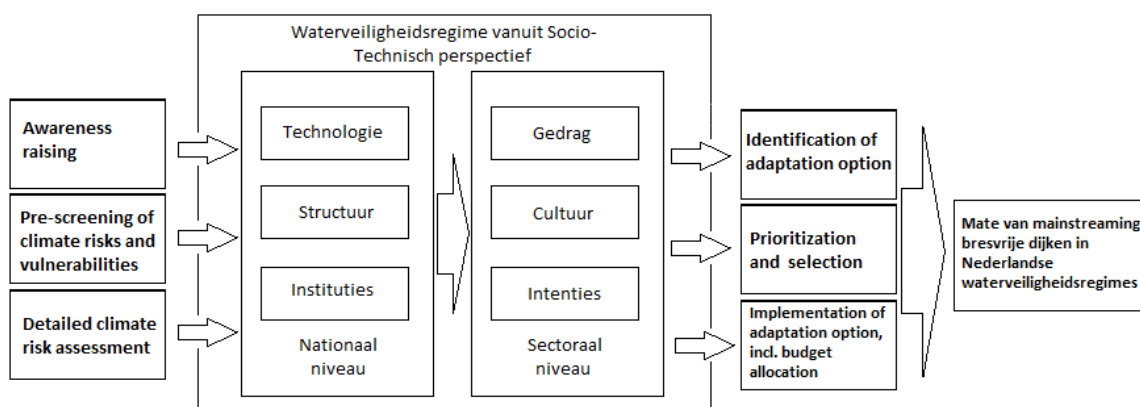 Waterveiligheidsregime vanuit Socio-
Technisch perspectief
Awareness
raising
Pre-screening of
climate risks and
vulnerabilities
Detailed climate
risk assessment
Technologie
Structuur
Instituties
Nationaal
niveau
Gedrag
Cultuur
Intenties
Sectoraal
niveau
Identification of
adaptation option
Prioritization
and selection
Implementation of
adaptation option,
incl. budget
allocation
Mate van mainstreaming
bresvrije dijken in
Nederlandse
waterveiligheidsregimes